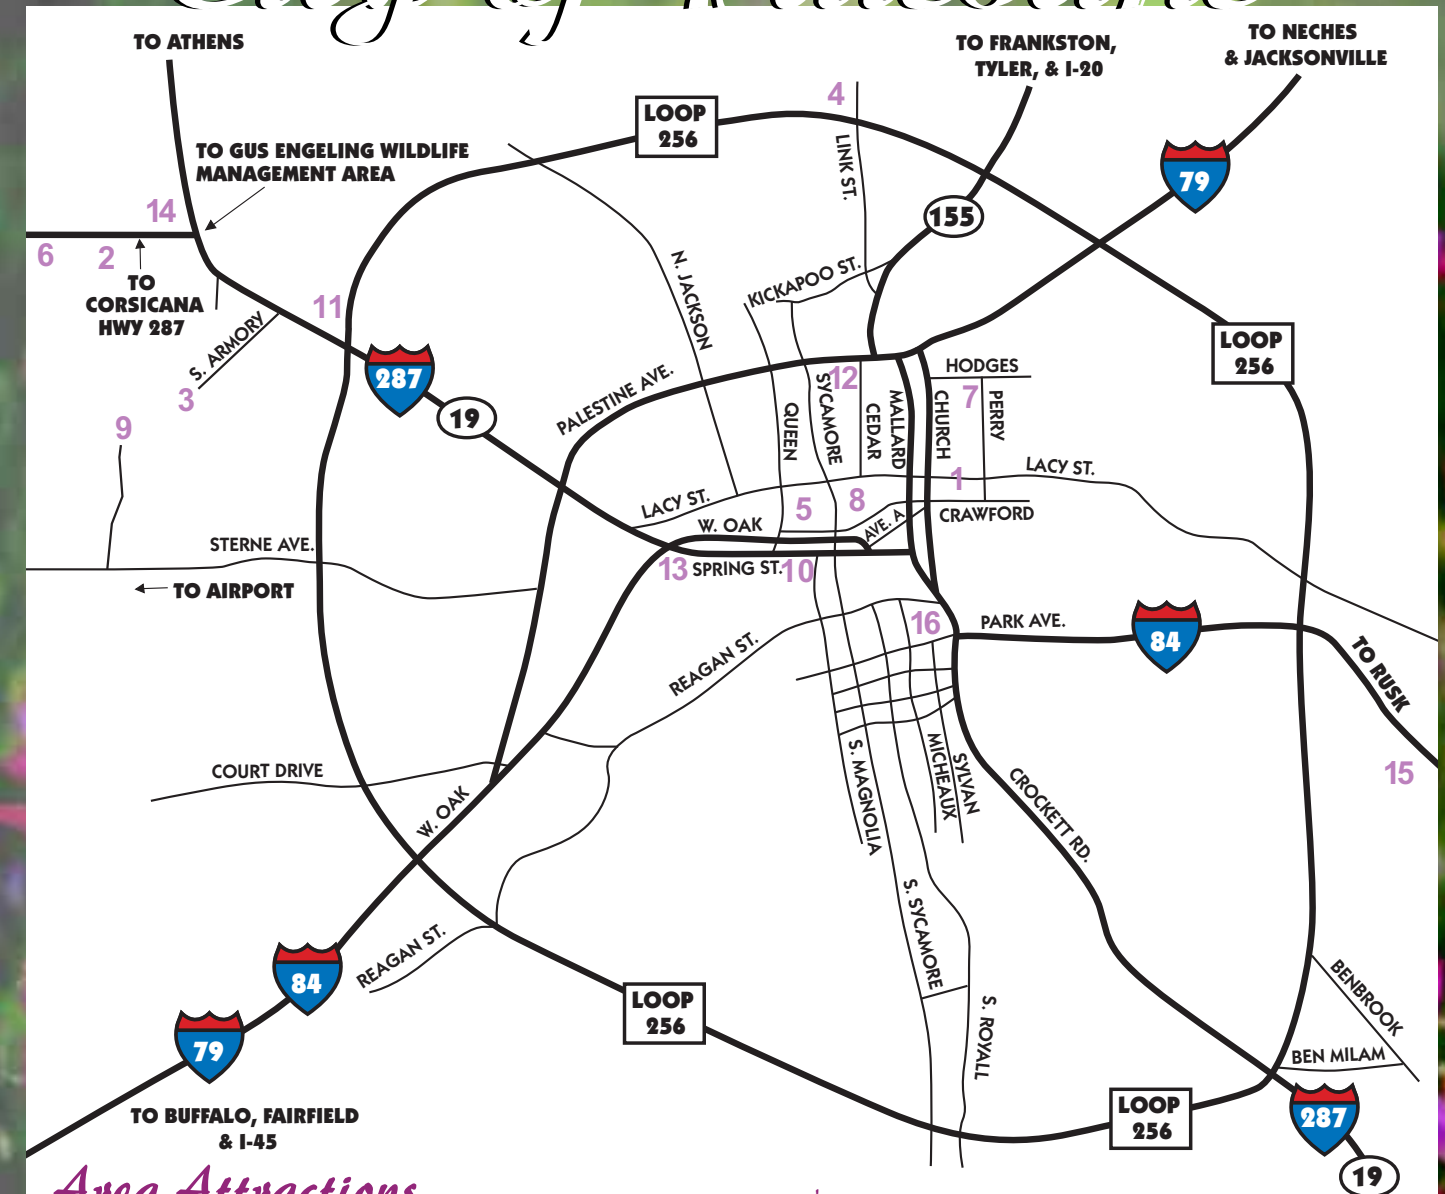 TO ATHENS
TO FRANKSTON,
TYLER, & I-20
TO NECHES
& JACKSONVILLE
LOOP
256
4
LINK ST.
79
TO GUS ENGELING WILDLIFE
MANAGEMENT AREA
14
155
6
2
TO
CORSICANA
HWY 287
11
N. JACKSON
KICKAPOO ST.
S. ARMORY
3
287
19
LOOP
256
PALESTINE AVE.
HODGES
12
7
9
QUEEN
SYCAMORE
CEDAR
MALLARD
CHURCH
PERRY
LACY ST.
1
LACY ST.
5
8
W. OAK
AVE. A
CRAWFORD
STERNE AVE.
13
SPRING ST.
10
TO AIRPORT
16
PARK AVE.
84
TO RUSK
REAGAN ST.
15
COURT DRIVE
W. OAK
S. MAGNOLIA
MICHEAUX
SYLVAN
CROCKETT RD.
S. SYCAMORE
REAGAN ST.
84
79
LOOP
256
S. ROYALL
BENBROOK
BEN MILAM
TO BUFFALO, FAIRFIELD
& I-45
LOOP
256
287
19
Area Attractions